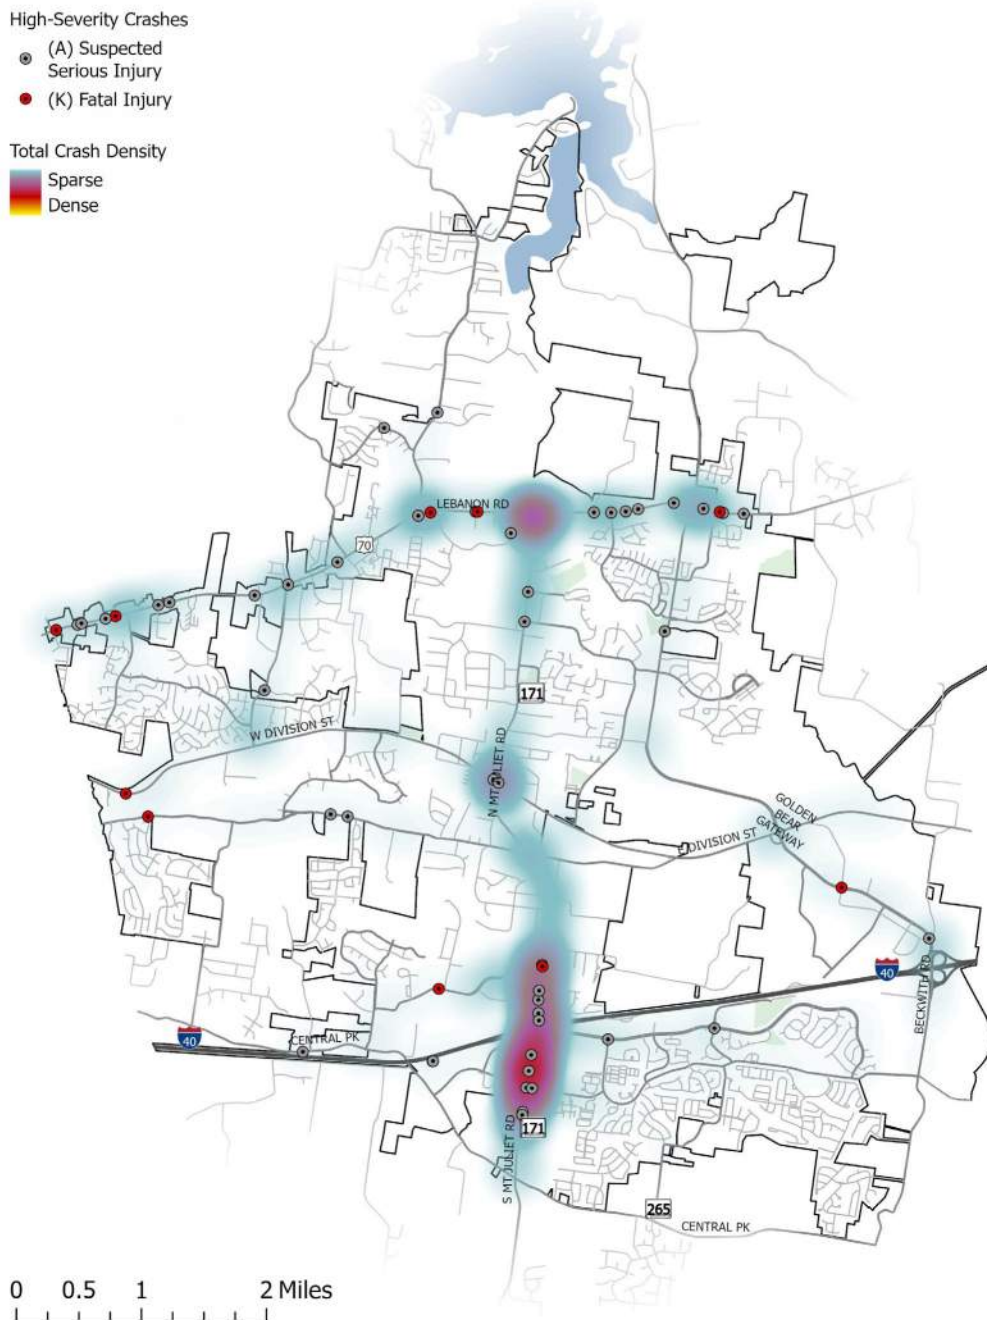 High-Severity Crashes
(A) Suspected
Serious Injury
(K) Fatal Injury
Total Crash Density
Sparse
Dense
LEBANON RD
70
171
W DIVISION ST
N MT JULIET RD
GOLDEN
BEAR
GATEWAY
DIVISION ST
40
BECKWITH RD
40
CENTRAL PK
171
S MT JULIET RD
265
CENTRAL PK
0 0.5 1 2 Miles